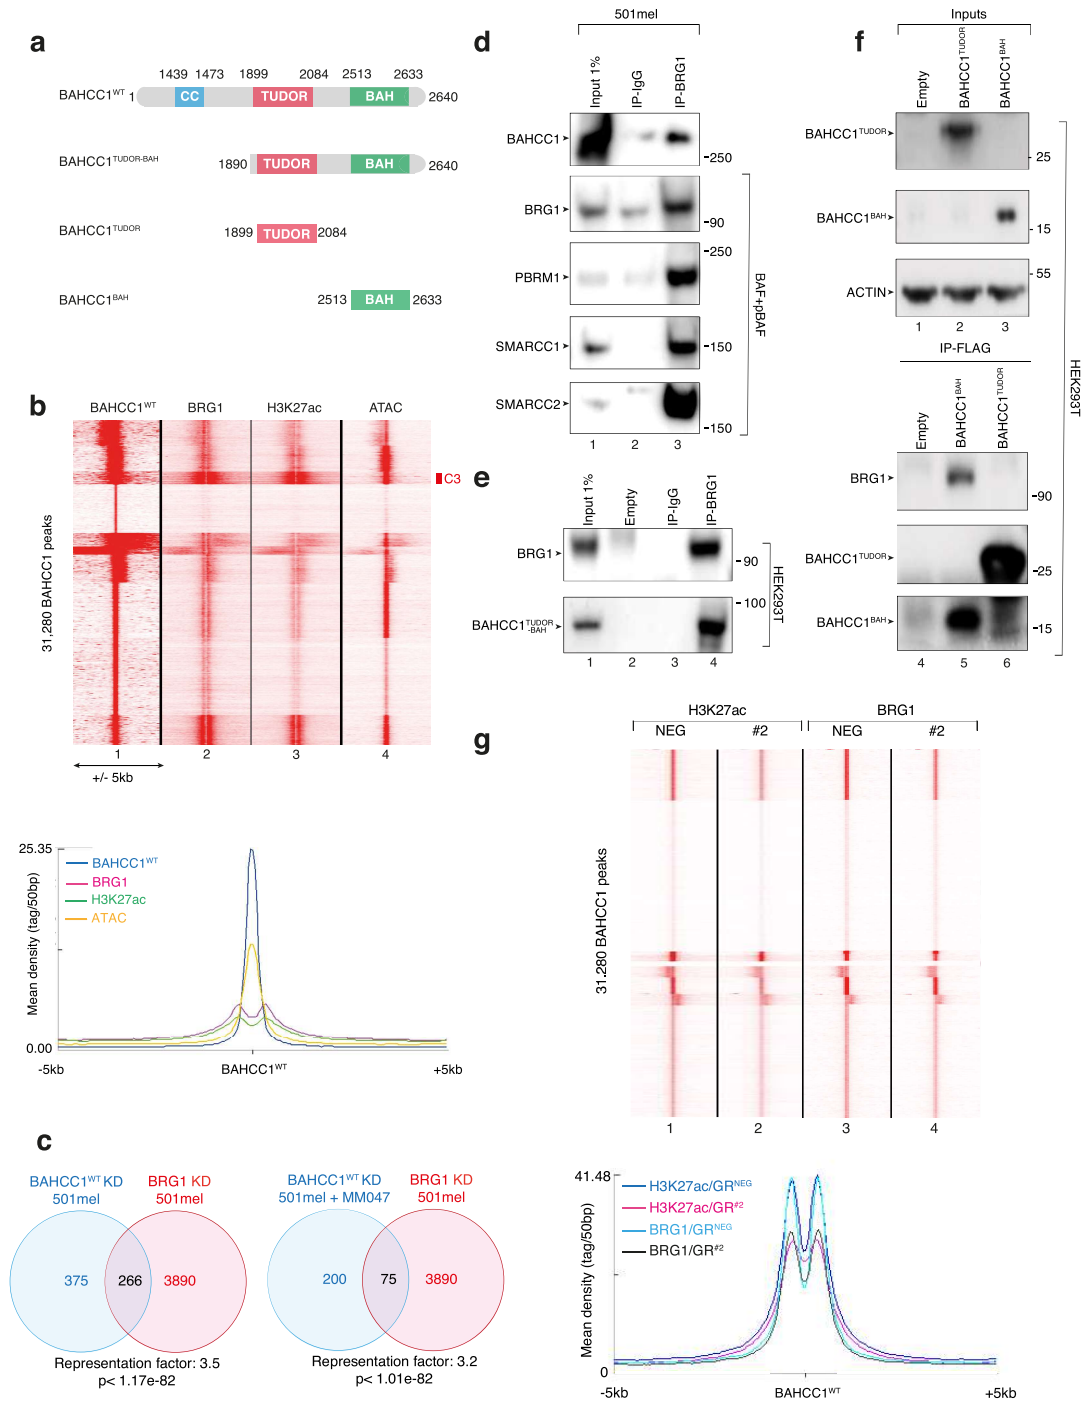 a
1439 1473 1899 2084 2513 2633
BAHCC1WT 1 CC TUDOR BAH 2640
BAHCC1TUDOR-BAH 1890 TUDOR BAH 2640
BAHCC1TUDOR 1899 TUDOR 2084
BAHCC1BAH 2513 BAH 2633
b
BAHCC1WT BRG1 H3K27ac ATAC
C3
31,280 BAHCC1 peaks
1 2 3 4
+/- 5kb
25.35
BAHCC1WT
BRG1
H3K27ac
ATAC
Mean density (tag/50bp)
0.00
-5kb BAHCC1WT +5kb
c
BAHCC1WT KD BRG1 KD
501mel 501mel
375 266 3890
Representation factor: 3.5
p< 1.17e-82
BAHCC1WT KD BRG1 KD
501mel + MM047 501mel
200 75 3890
Representation factor: 3.2
p< 1.01e-82
d
501mel
Input 1% IP-IgG IP-BRG1
BAHCC1 -250
BRG1 -90
PBRM1 -250
SMARCC1 -150
SMARCC2 -150
1 2 3
BAF+pBAF
e
Input 1% Empty IP-IgG IP-BRG1
BRG1 -90
BAHCC1TUDOR-BAH -100
1 2 3 4
HEK293T
f
Inputs
Empty BAHCC1TUDOR BAHCC1BAH
BAHCC1TUDOR - 25
BAHCC1BAH - 15
ACTIN - 55
1 2 3
IP-FLAG
Empty BAHCC1BAH BAHCC1TUDOR
BRG1 -90
BAHCC1TUDOR -25
BAHCC1BAH -15
4 5 6
HEK293T
g
H3K27ac BRG1
NEG #2 NEG #2
31.280 BAHCC1 peaks
1 2 3 4
41.48
H3K27ac/GRNEG
H3K27ac/GR#2
BRG1/GRNEG
BRG1/GR#2
Mean density (tag/50bp)
0
-5kb BAHCC1WT +5kb